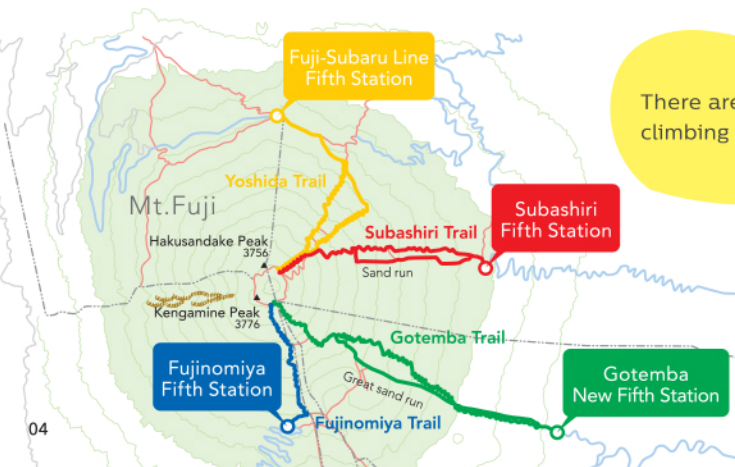 Fuji-Subaru Line
Fifth Station
There are
climbing
Yoshida Trail
Mt.Fuji
Subashiri
Fifth Station
Subashiri Trail
Hakusandake Peak
3756
Sand run
Kengamine Peak
3776
Gotemba Trail
Fujinomiya
Fifth Station
Great sand run
Gotemba
New Fifth Station
Fujinomiya Trail
04